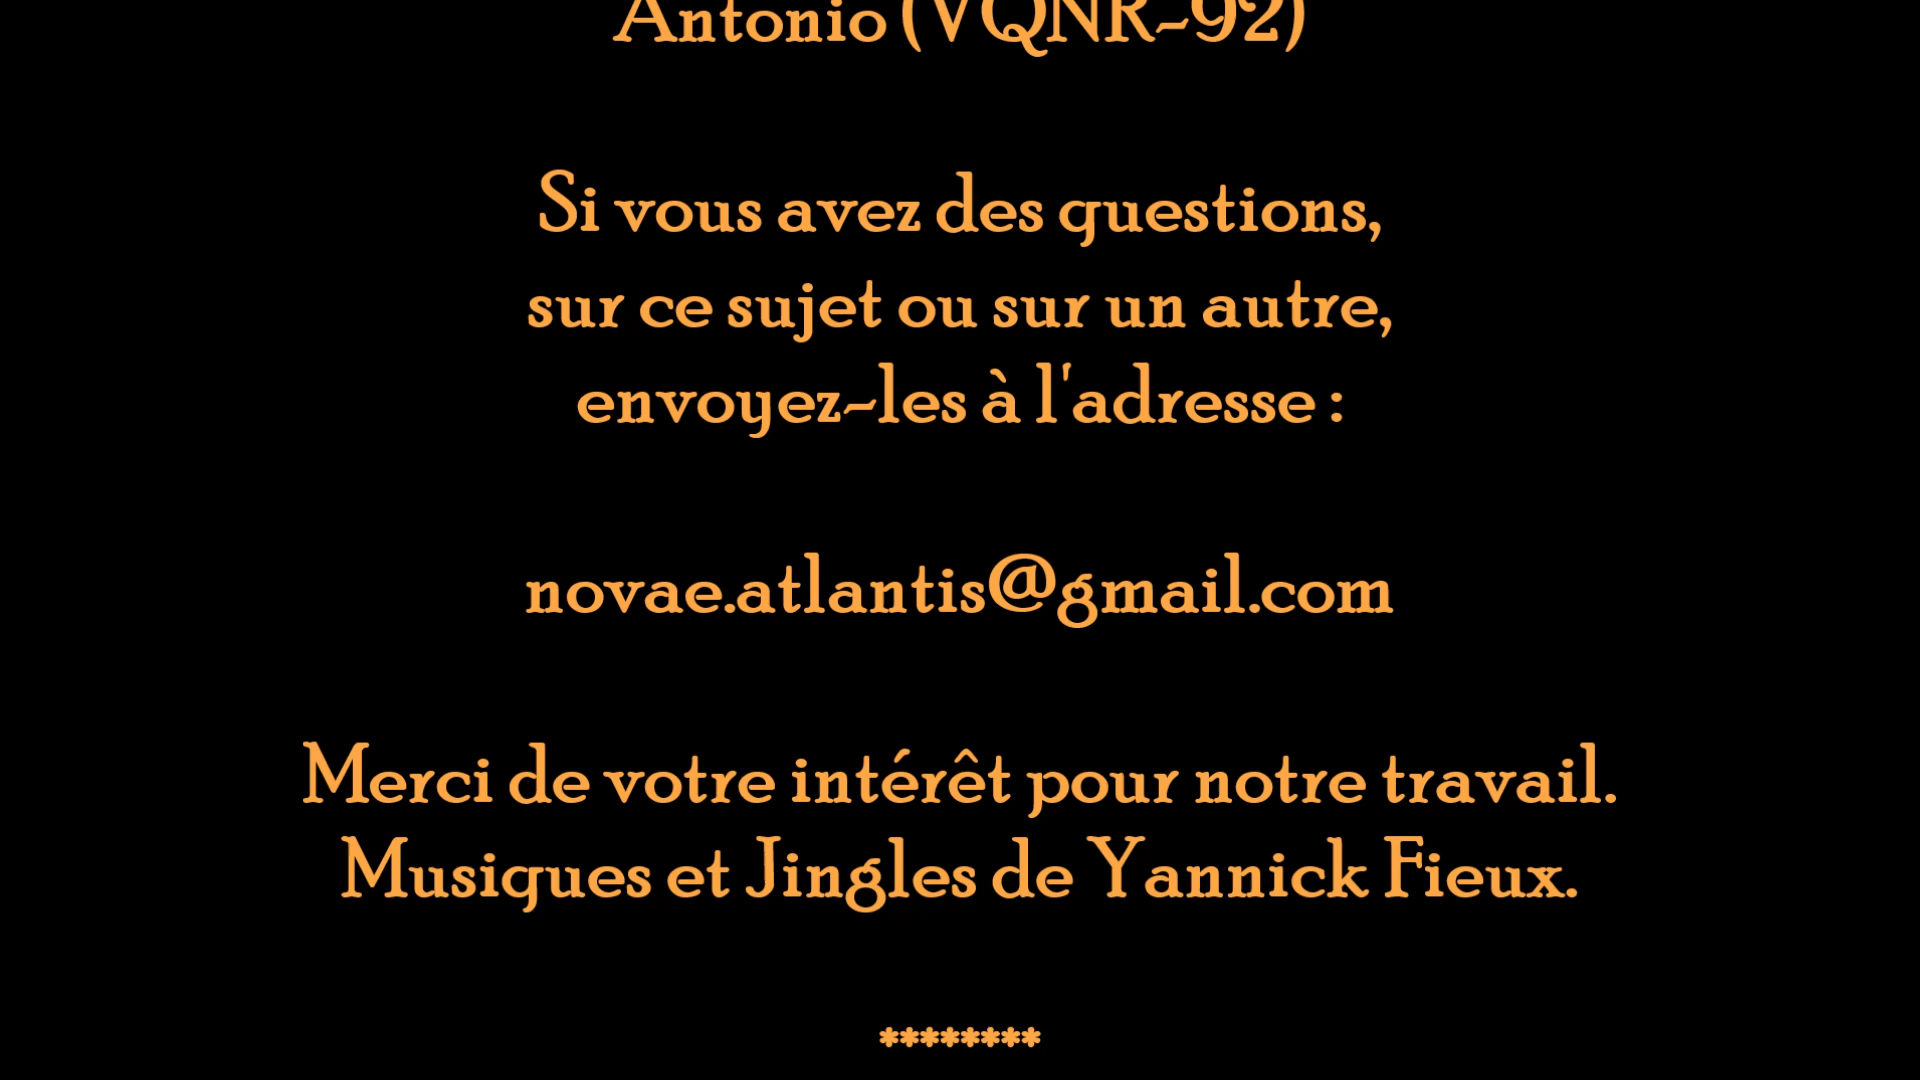 Antonio (VQNR-92)
Si vous avez des questions,
sur ce sujet ou sur un autre,
envoyez-les à l'adresse :
novae.atlantis@gmail.com
Merci de votre intérêt pour notre travail.
Musiques et Jingles de Yannick Fieux.
********